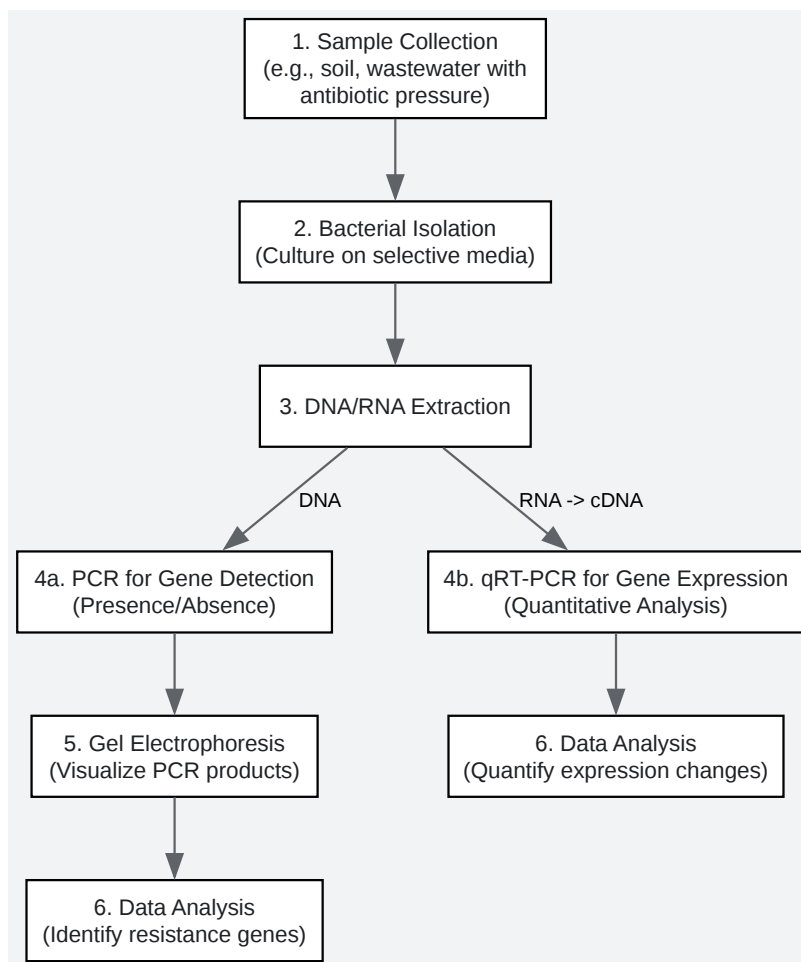 1. Sample Collection
(e.g., soil, wastewater with
antibiotic pressure)
2. Bacterial Isolation
(Culture on selective media)
3. DNA/RNA Extraction
DNA
RNA -> cDNA
4a. PCR for Gene Detection
(Presence/Absence)
4b. qRT-PCR for Gene Expression
(Quantitative Analysis)
5. Gel Electrophoresis
(Visualize PCR products)
6. Data Analysis
(Quantify expression changes)
6. Data Analysis
(Identify resistance genes)